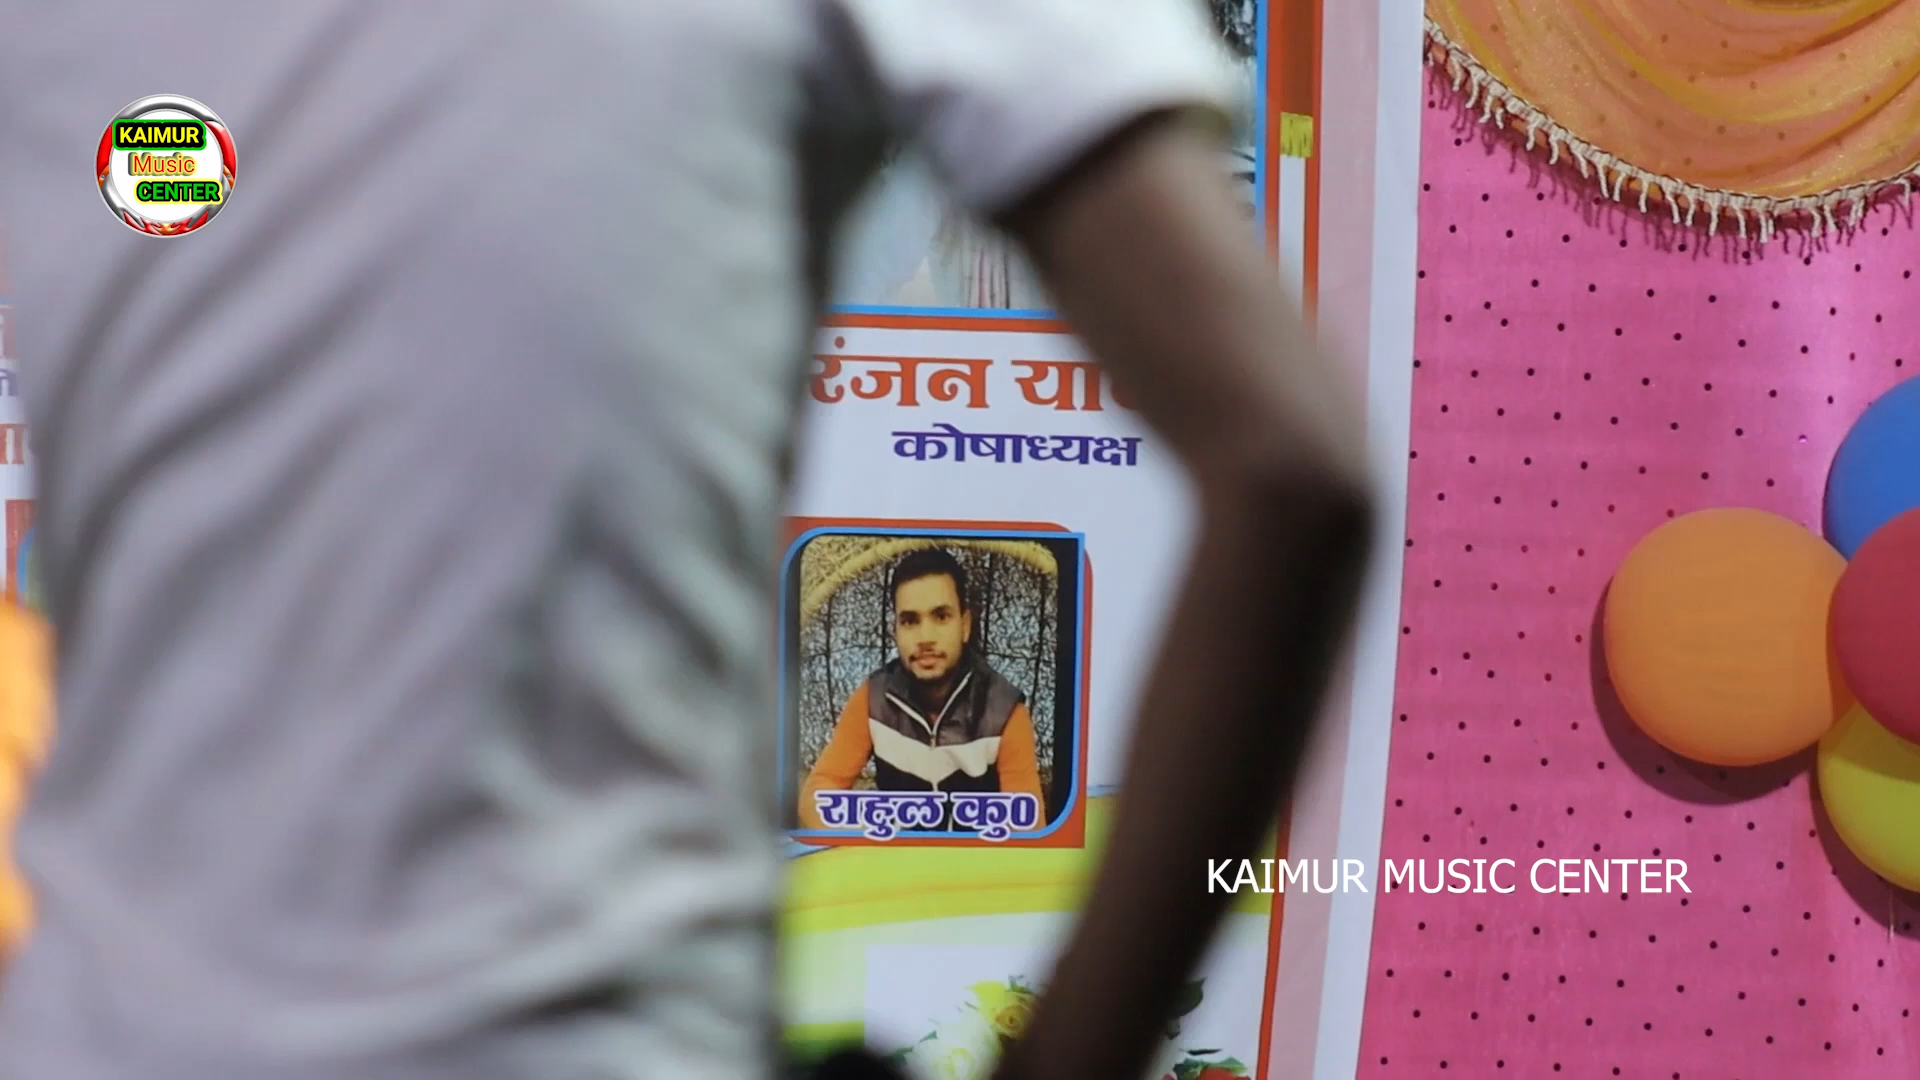 KAIMUR
Music
CENTER
रंजन
कोषाध्यक्ष
राहुल कु०
KAIMUR MUSIC CENTER